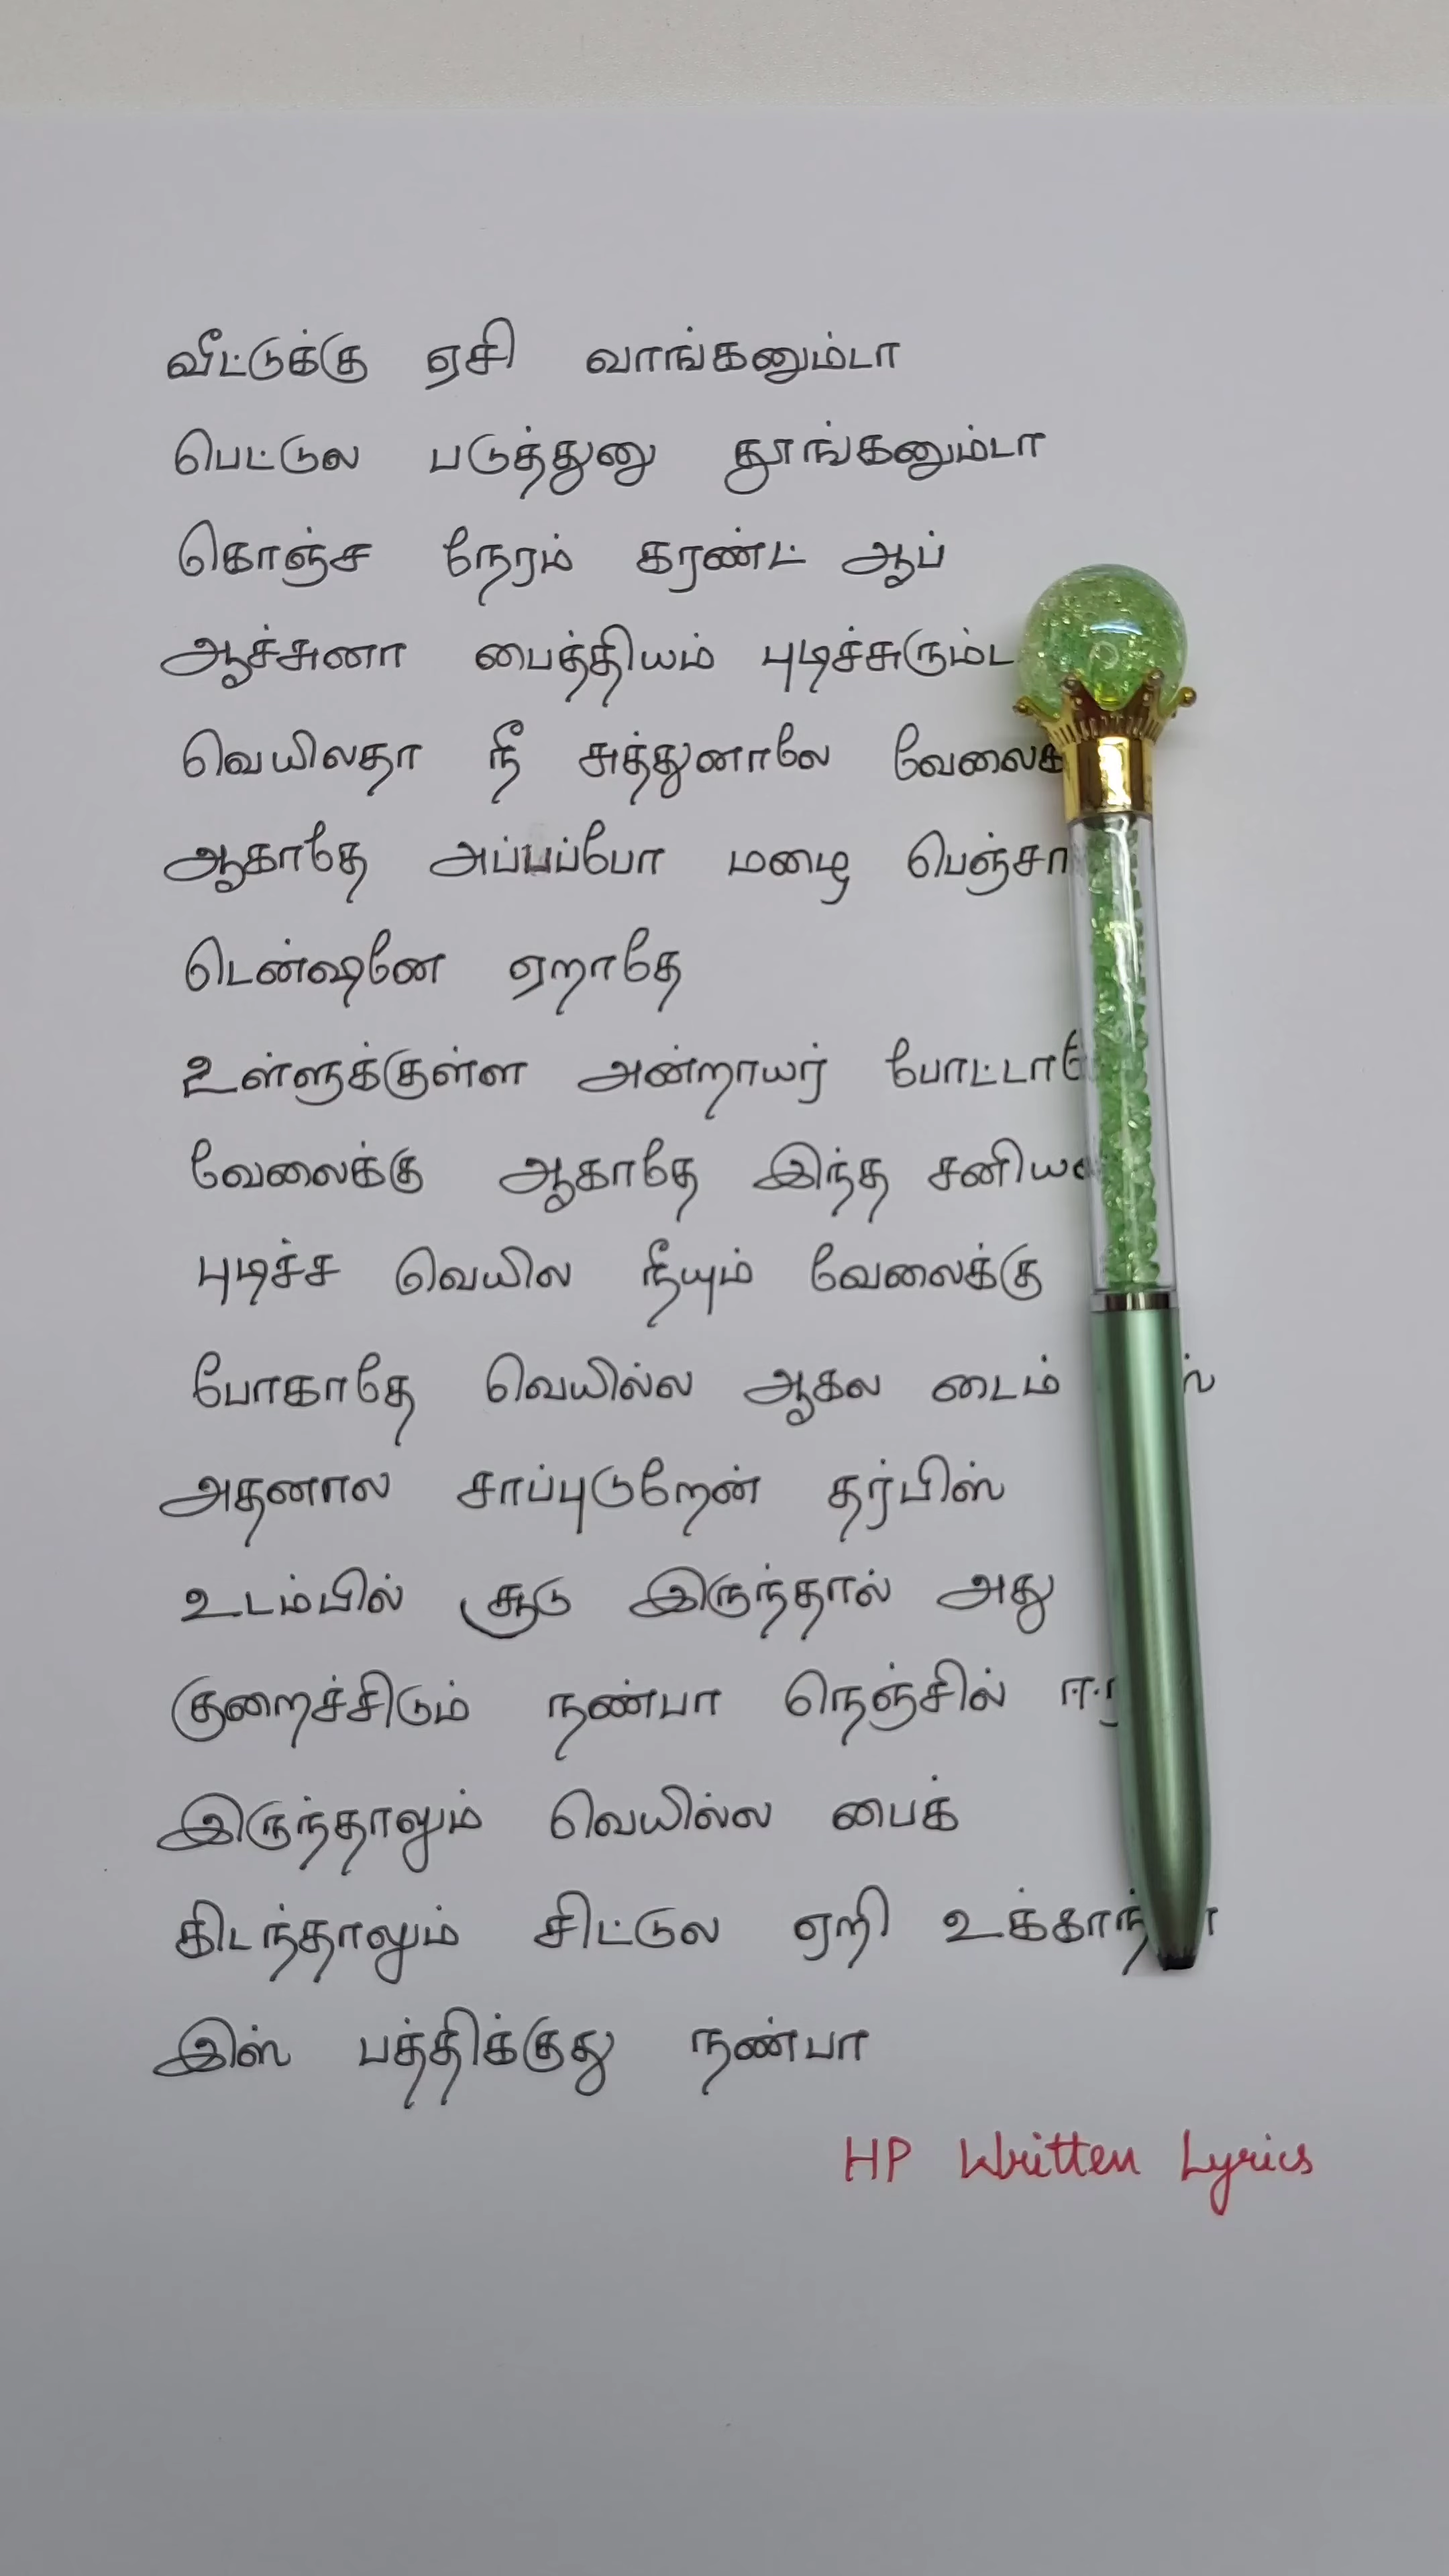 வீட்டுக்கு ஏசி வாங்கனும்டா
பெட்டுல படுத்துனு தூங்கனும்டா
கொஞ்ச நேரம் கரண்ட் ஆப்
ஆச்சுனா பைத்தியம் புடிச்சுரும்ட
வெயிலதா நீ சுத்துனாலே
ஆகாதே அப்பப்போ மழை பெஞ்சா
டென்ஷனே ஏறாதே
உள்ளுக்குள்ள அன்றாயர்
வேலைக்கு ஆகாதே இந்த
புடிச்ச வெயில நீயும் வேலைக்கு
போகாதே வெயில்ல ஆகல டைம்
அதனால சாப்புடுறேன் தர்பிஸ்
உடம்பில் சூடு இருந்தால் அது
குறைச்சிடும் நண்பா நெஞ்சில்
இருந்தாலும் வெயில்ல பைக்
கிடந்தாலும் சிட்டுல ஏறி
இஸ் பத்திக்குது நண்பா
HP Written Lyrics